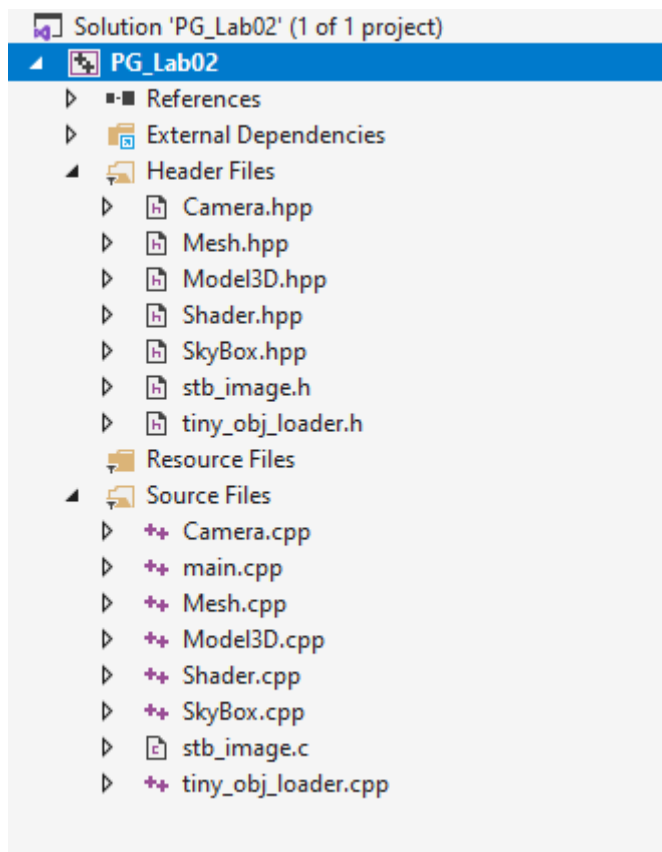 Solution 'PG_Lab02' (1 of 1 project)
PG_Lab02
References
External Dependencies
Header Files
Camera.hpp
Mesh.hpp
Model3D.hpp
Shader.hpp
SkyBox.hpp
stb_image.h
tiny_obj_loader.h
Resource Files
Source Files
Camera.cpp
main.cpp
Mesh.cpp
Model3D.cpp
Shader.cpp
SkyBox.cpp
stb_image.c
tiny_obj_loader.cpp